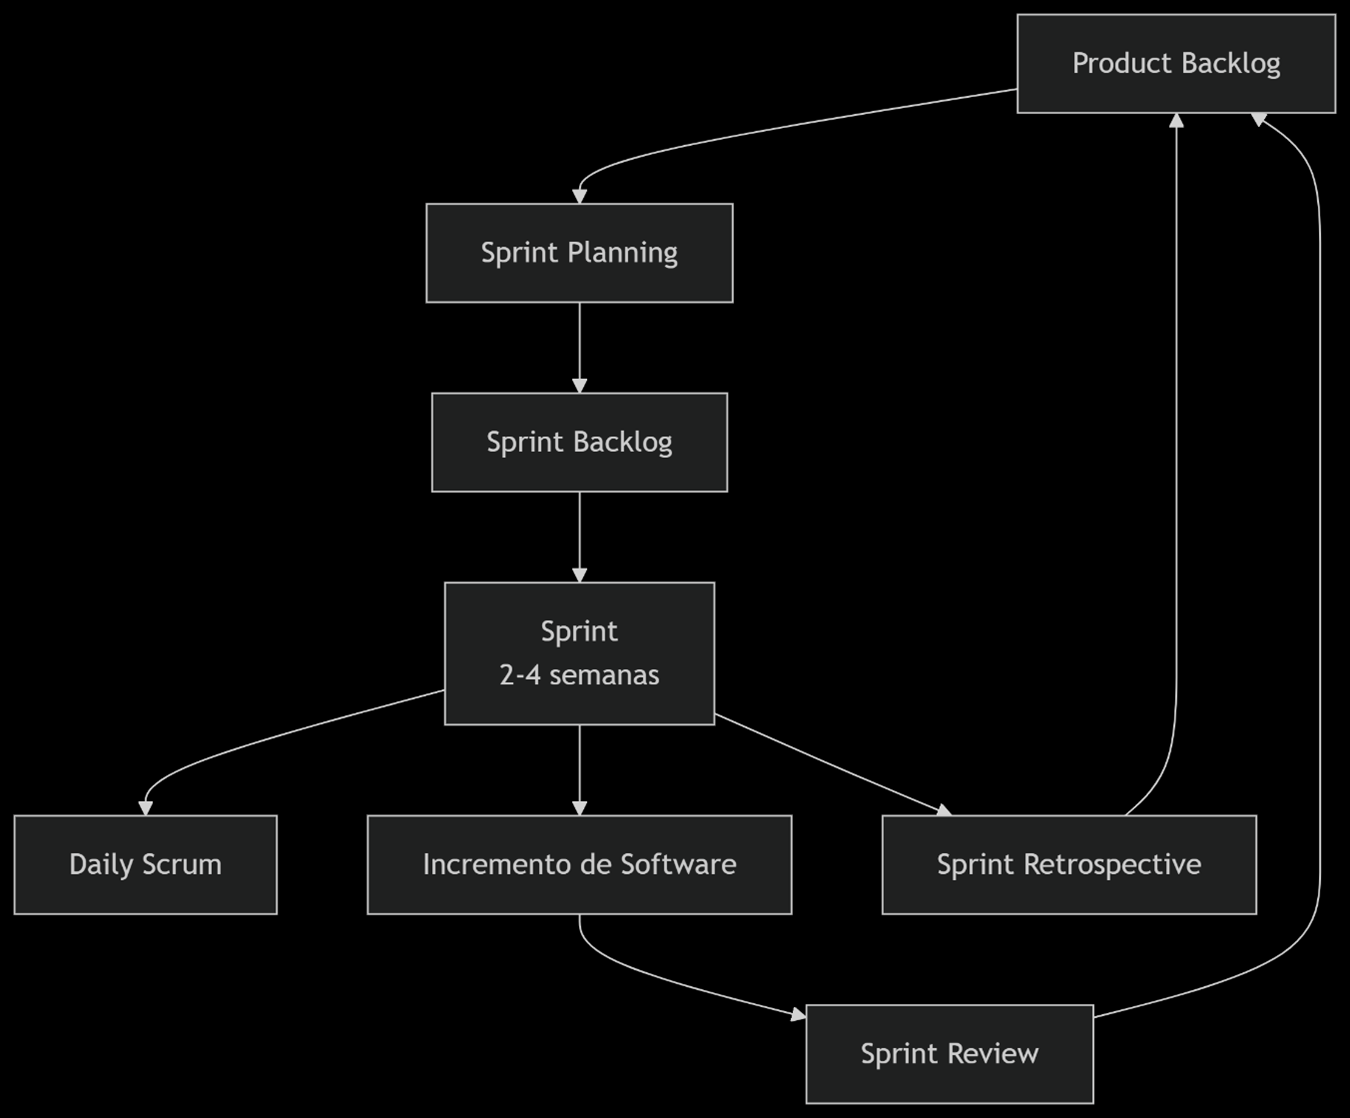 Product Backlog
Sprint Planning
Sprint Backlog
Sprint
2-4 semanas
Daily Scrum
Incremento de Software
Sprint Retrospective
Sprint Review